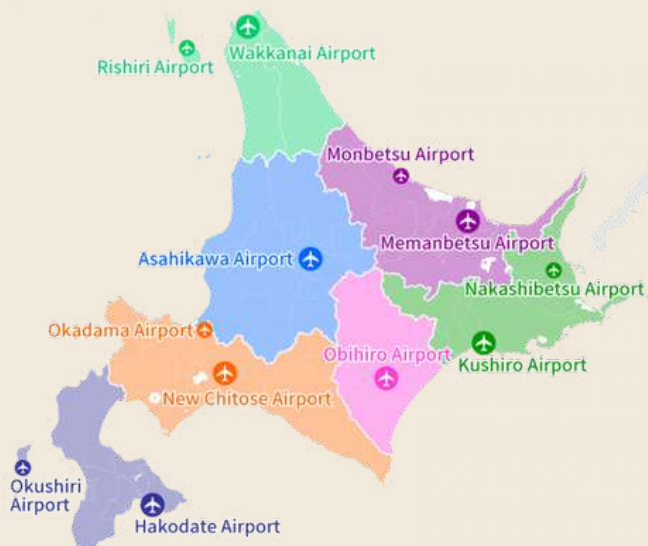 Wakkanai Airport
Rishiri Airport
Monbetsu Airport
Memanbetsu Airport
Asahikawa Airport
Nakashibetsu Airport
Okadama Airport
Obihiro Airport
Kushiro Airport
New Chitose Airport
Okushiri
Airport
Hakodate Airport